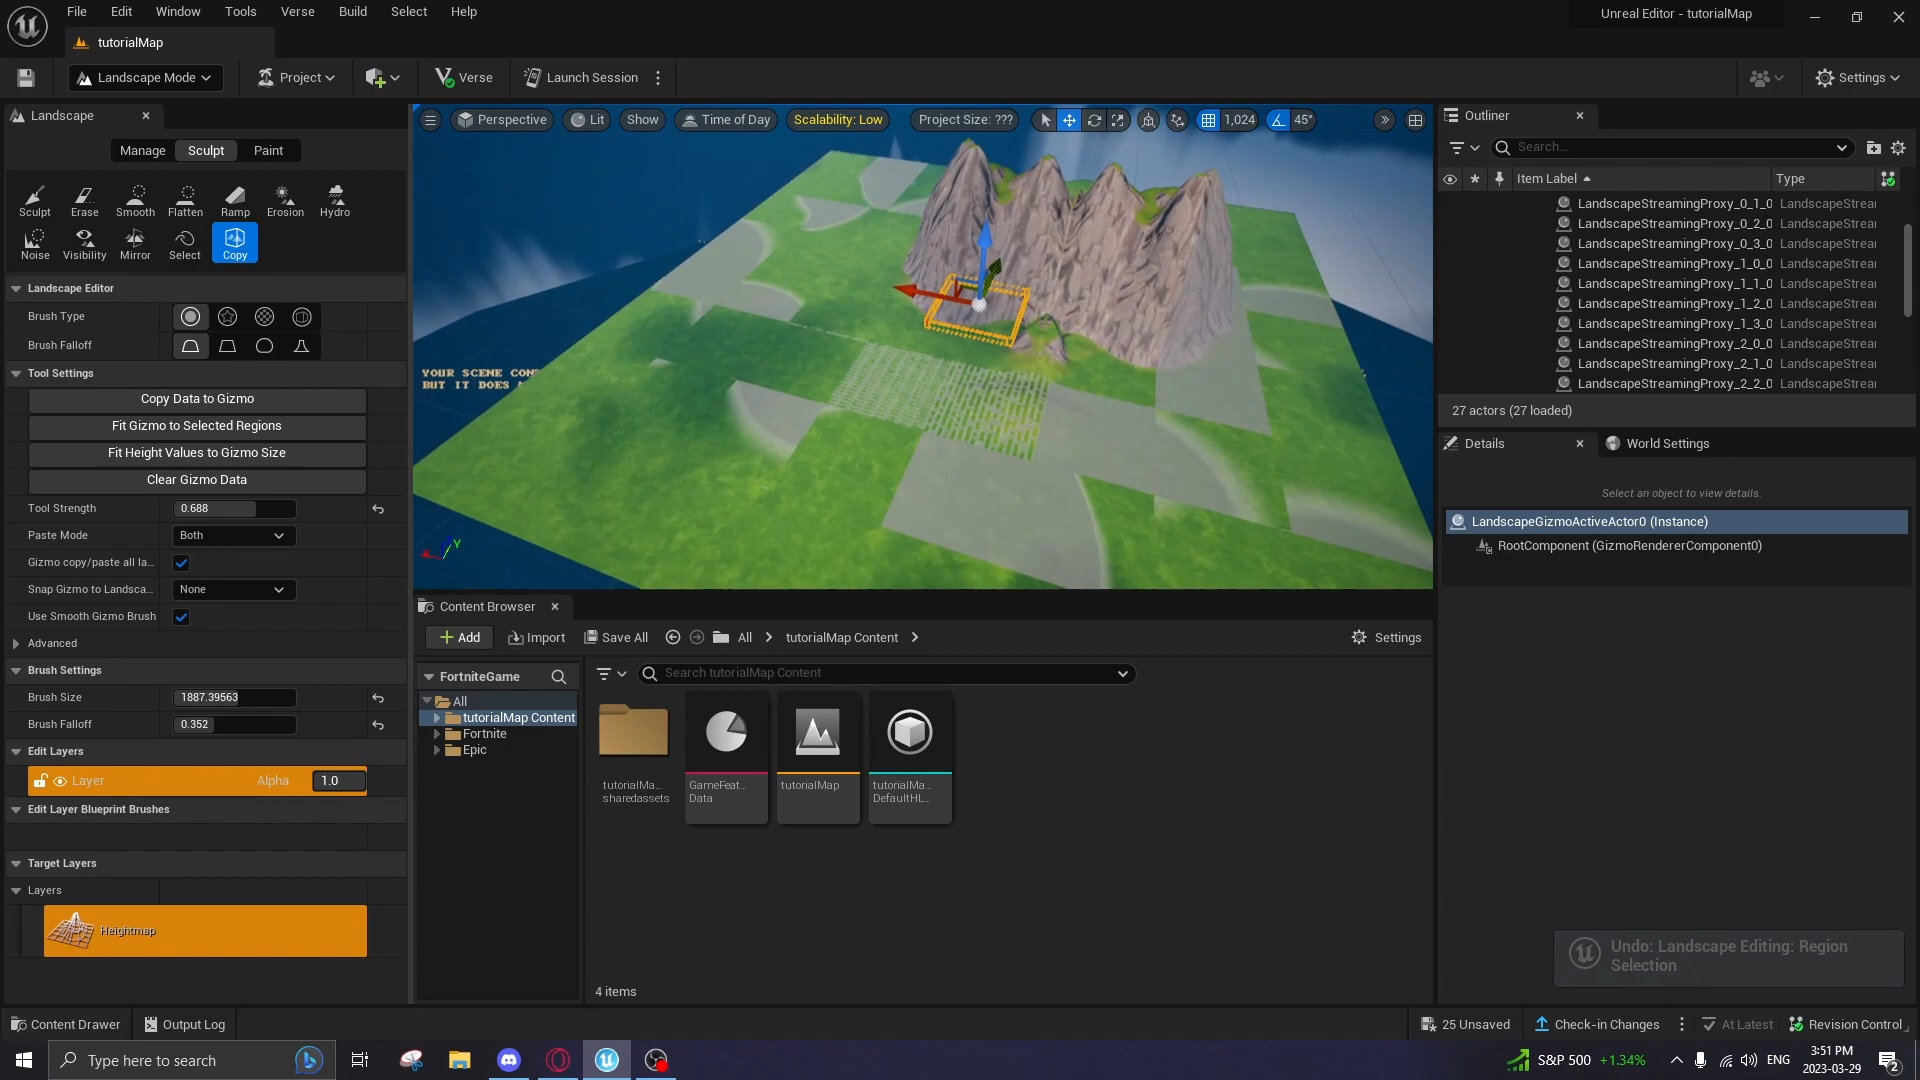 File Edit Window Tools Verse Build Select Help
Unreal Editor - tutorialMap
tutorialMap
Landscape Mode
Project
Verse
Launch Session
Settings
Landscape
Manage Sculpt Paint
Sculpt Erase Smooth Flatten Ramp Erosion Hydro
Noise Visibility Mirror Select Copy
Landscape Editor
Brush Type
Brush Falloff
Tool Settings
Copy Data to Gizmo
Fit Gizmo to Selected Regions
Fit Height Values to Gizmo Size
Clear Gizmo Data
Tool Strength 0.688
Paste Mode Both
Gizmo copy/paste all la...
Snap Gizmo to Landsca... None
Use Smooth Gizmo Brush
Advanced
Brush Settings
Brush Size 1887.39563
Brush Falloff 0.352
Edit Layers
Layer Alpha 1.0
Edit Layer Blueprint Brushes
Target Layers
Layers
Heightmap
Perspective Lit Show Time of Day Scalability: Low Project Size: ??? 1,024 45°
YOUR SCENE CON
BUT IT DOES
Y
Content Browser
Add Import Save All All tutorialMap Content Settings
FortniteGame
Search tutorialMap Content
All
tutorialMap Content
Fortnite
Epic
tutorialMa...
sharedassets
GameFeat...
Data
tutorialMap
tutorialMa...
DefaultHL...
4 items
Outliner
Search...
Item Label Type
LandscapeStreamingProxy_0_1_0 LandscapeStrear
LandscapeStreamingProxy_0_2_0 LandscapeStrear
LandscapeStreamingProxy_0_3_0 LandscapeStrear
LandscapeStreamingProxy_1_0_0 LandscapeStrear
LandscapeStreamingProxy_1_1_0 LandscapeStrear
LandscapeStreamingProxy_1_2_0 LandscapeStrear
LandscapeStreamingProxy_1_3_0 LandscapeStrear
LandscapeStreamingProxy_2_0_0 LandscapeStrear
LandscapeStreamingProxy_2_1_0 LandscapeStrear
LandscapeStreamingProxy_2_2_0 LandscapeStrear
27 actors (27 loaded)
Details
World Settings
Select an object to view details.
LandscapeGizmoActiveActor0 (Instance)
RootComponent (GizmoRendererComponent0)
Undo: Landscape Editing: Region
Selection
Content Drawer
Output Log
25 Unsaved
Check-in Changes
At Latest
Revision Control
Type here to search
S&P 500 +1.34%
ENG
3:51 PM
2023-03-29
2